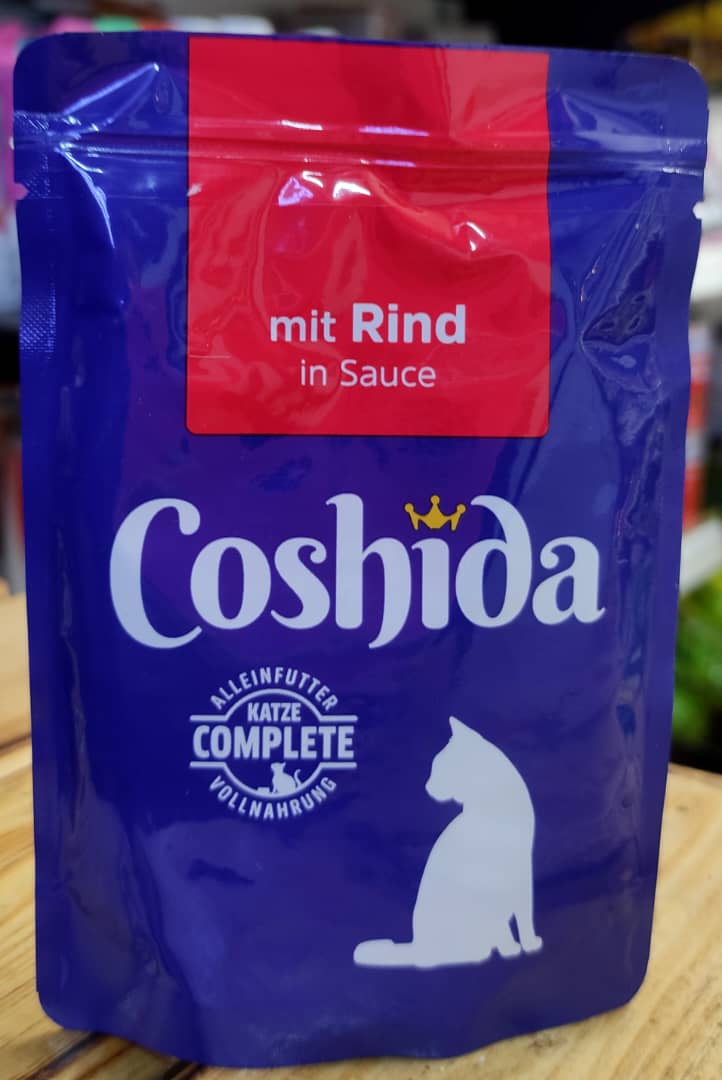 mit Rind
in Sauce
Coshida
ALLEINFUTTER
KATZE
COMPLETE
VOLLNAHRUNG